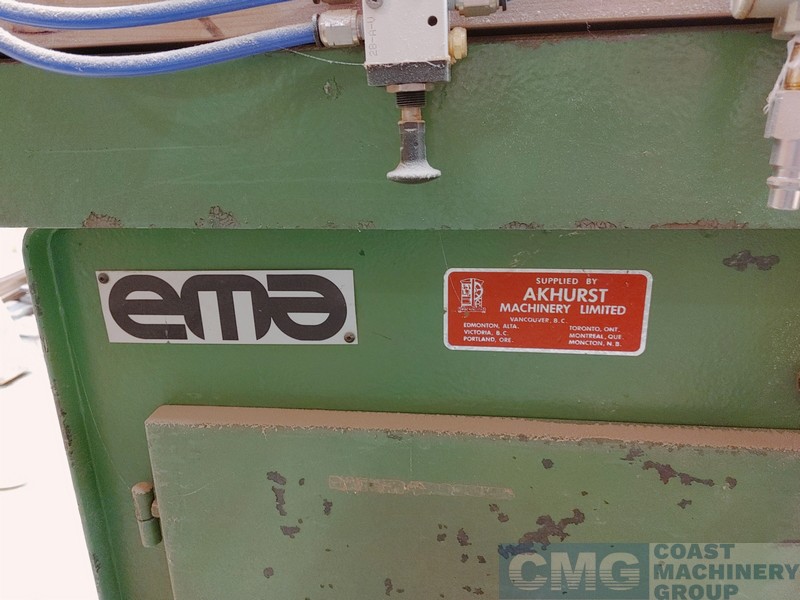 ema
SUPPLIED BY
AKHURST
MACHINERY LIMITED
VANCOUVER, B.C.
EDMONTON, ALTA.
VICTORIA, B.C.
PORTLAND, ORE.
TORONTO, ONT.
MONTREAL, QUE.
MONCTON, N.B.
CMG COAST
MACHINERY
GROUP